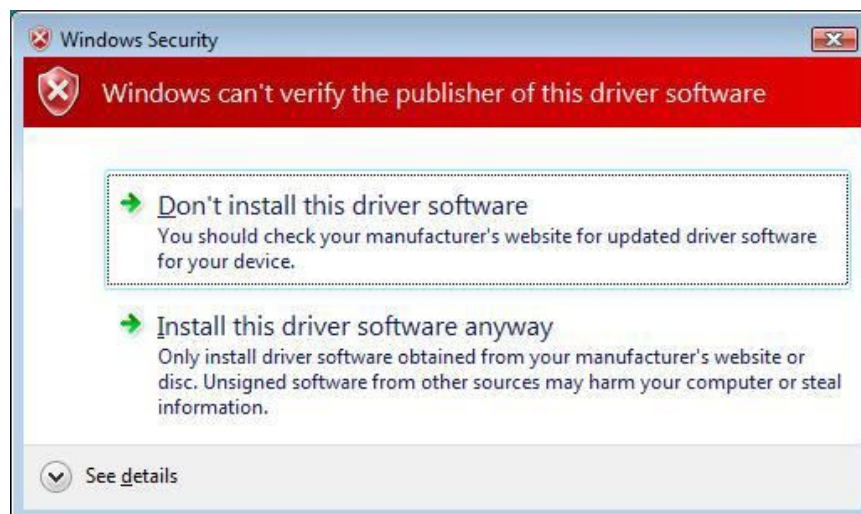 Windows Security
Windows can't verify the publisher of this driver software
Don't install this driver software
You should check your manufacturer's website for updated driver software
for your device.
Install this driver software anyway
Only install driver software obtained from your manufacturer's website or
disc. Unsigned software from other sources may harm your computer or steal
information.
See details